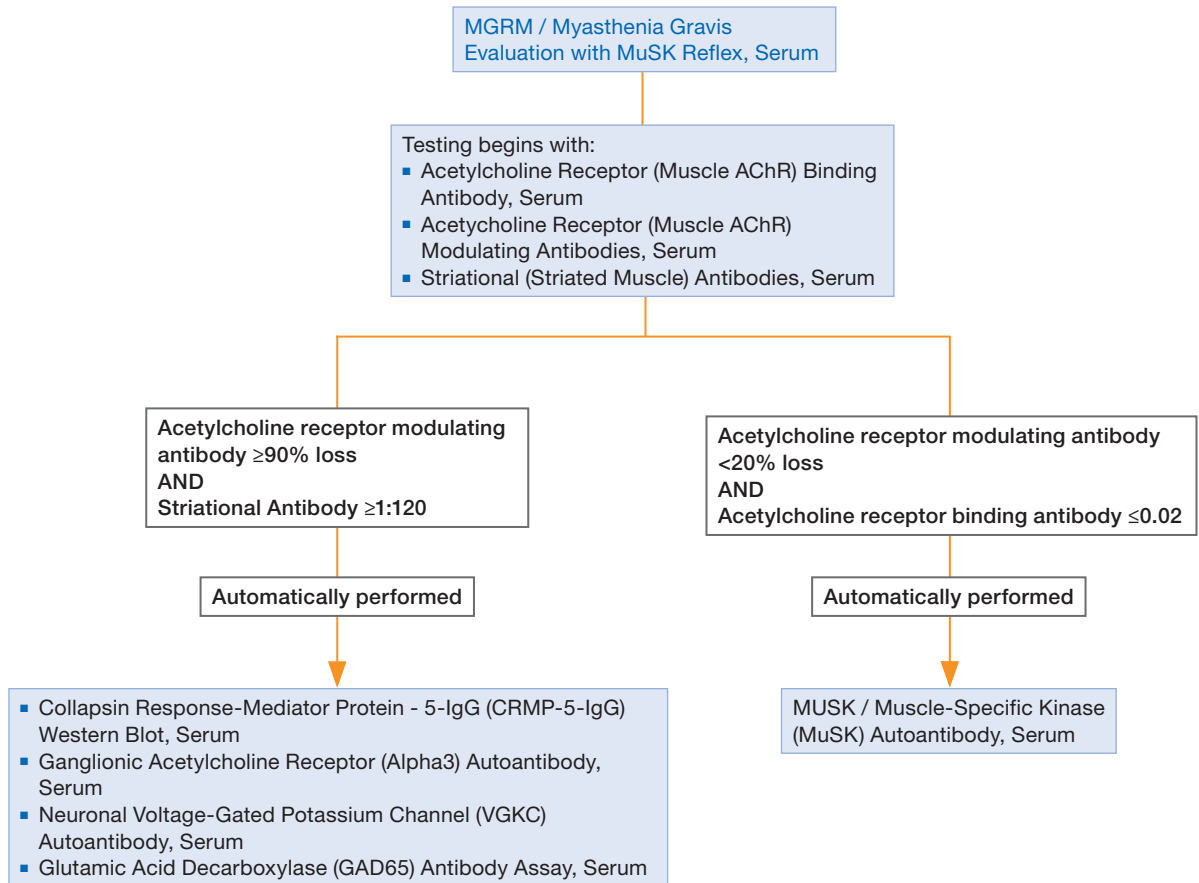 MGRM / Myasthenia Gravis
Evaluation with MuSK Reflex, Serum
Testing begins with:
▪ Acetylcholine Receptor (Muscle AChR) Binding
Antibody, Serum
▪ Acetycholine Receptor (Muscle AChR)
Modulating Antibodies, Serum
▪ Striational (Striated Muscle) Antibodies, Serum
Acetylcholine receptor modulating
antibody ≥90% loss
AND
Striational Antibody ≥1:120
Acetylcholine receptor modulating antibody
<20% loss
AND
Acetylcholine receptor binding antibody ≤0.02
Automatically performed
Automatically performed
▪ Collapsin Response-Mediator Protein - 5-IgG (CRMP-5-IgG)
Western Blot, Serum
▪ Ganglionic Acetylcholine Receptor (Alpha3) Autoantibody,
Serum
▪ Neuronal Voltage-Gated Potassium Channel (VGKC)
Autoantibody, Serum
▪ Glutamic Acid Decarboxylase (GAD65) Antibody Assay, Serum
MUSK / Muscle-Specific Kinase
(MuSK) Autoantibody, Serum